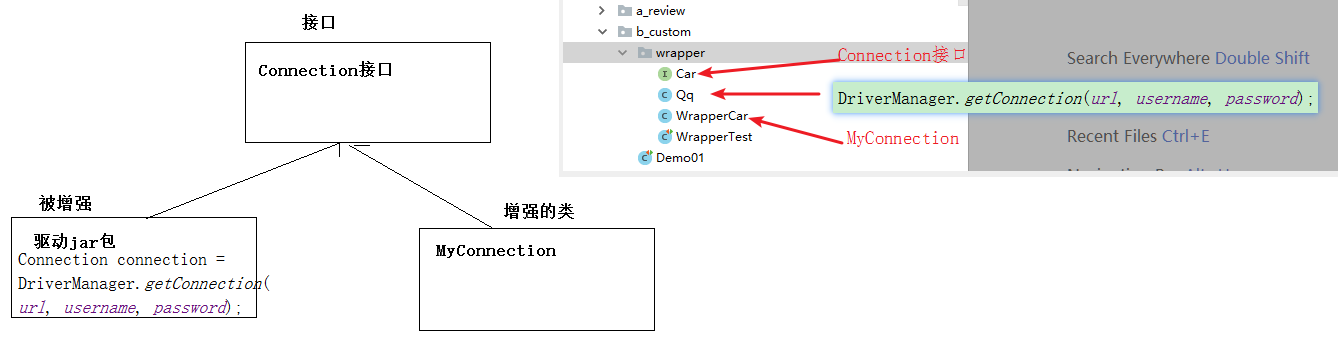 接口
Connection接口
被增强
驱动jar包
Connection connection =
DriverManager.getConnection(
url, username, password);
增强的类
MyConnection
a_review
b_custom
wrapper
Car
Qq
WrapperCar
WrapperTest
Demo01
Connection接口
DriverManager.getConnection(url, username, password);
MyConnection
Search Everywhere Double Shift
Recent Files Ctrl+E